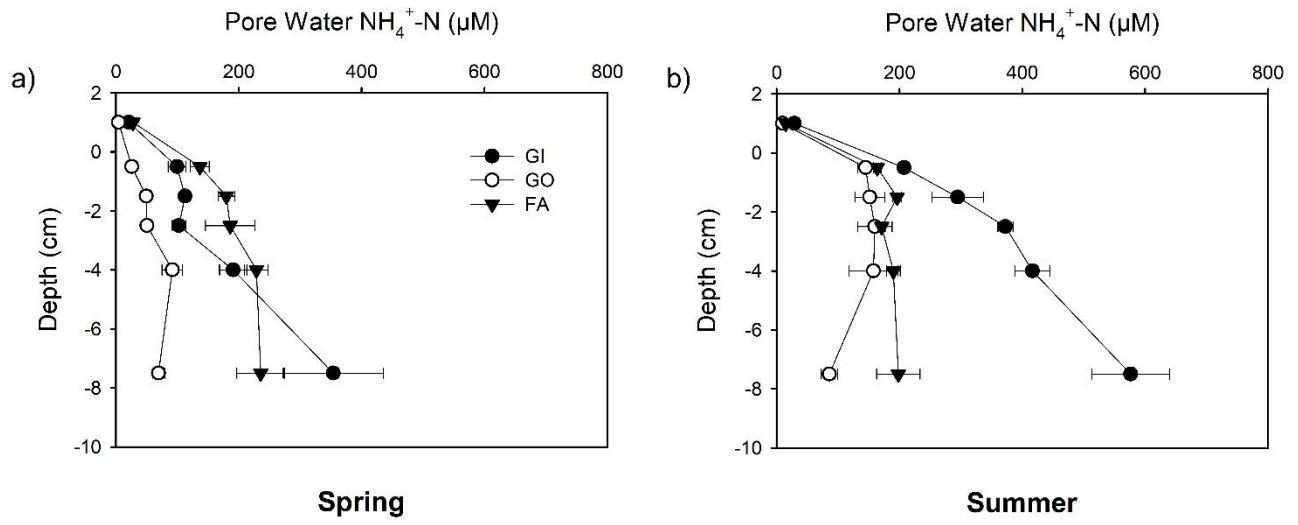 Pore Water NH₄⁺-N (µM)
0 200 400 600 800
a)
2
0
-2
-4
-6
-8
-10
Depth (cm)
GI
GO
FA
Spring
Pore Water NH₄⁺-N (µM)
0 200 400 600 800
b)
2
0
-2
-4
-6
-8
-10
Depth (cm)
Summer